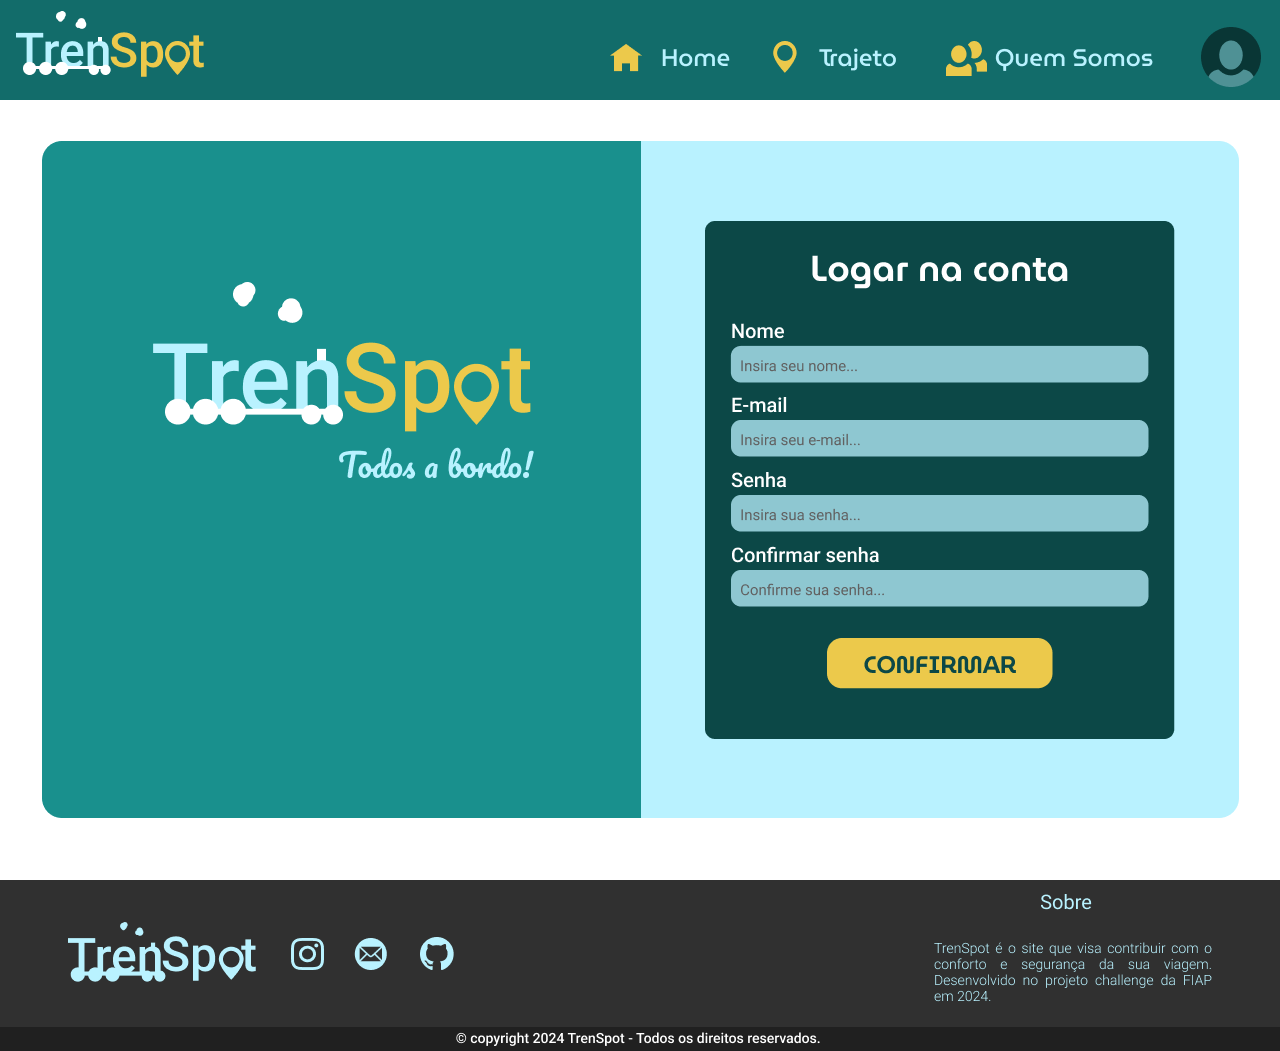 TrenSpot
Home
Trajeto
Quem Somos
TrenSpot
Todos a bordo!
Logar na conta
Nome
Insira seu nome...
E-mail
Insira seu e-mail...
Senha
Insira sua senha...
Confirmar senha
Confirme sua senha...
CONFIRMAR
TrenSpot
Sobre
TrenSpot é o site que visa contribuir com o
conforto e segurança da sua viagem.
Desenvolvido no projeto challenge da FIAP
em 2024.
© copyright 2024 TrenSpot - Todos os direitos reservados.